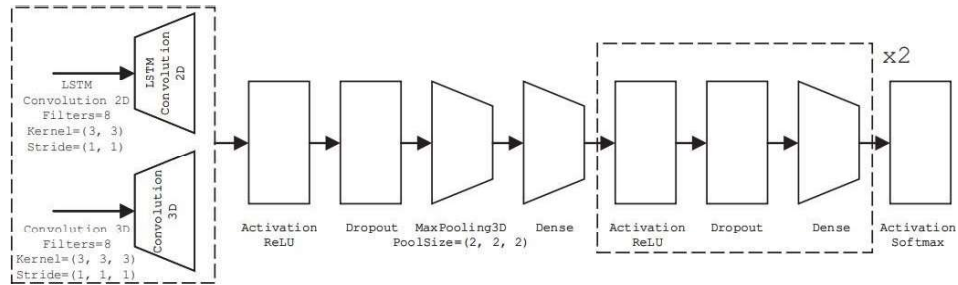 LSTM
Convolution
2D
LSTM
Convolution 2D
Filters=8
Kernel=(3, 3)
Stride=(1, 1)
Convolution
3D
Convolution 3D
Filters=8
Kernel=(3, 3, 3)
Stride=(1, 1, 1)
Activation
ReLU
Dropout
MaxPooling3D
PoolSize=(2, 2, 2)
Dense
x2
Activation
ReLU
Dropout
Dense
Activation
Softmax